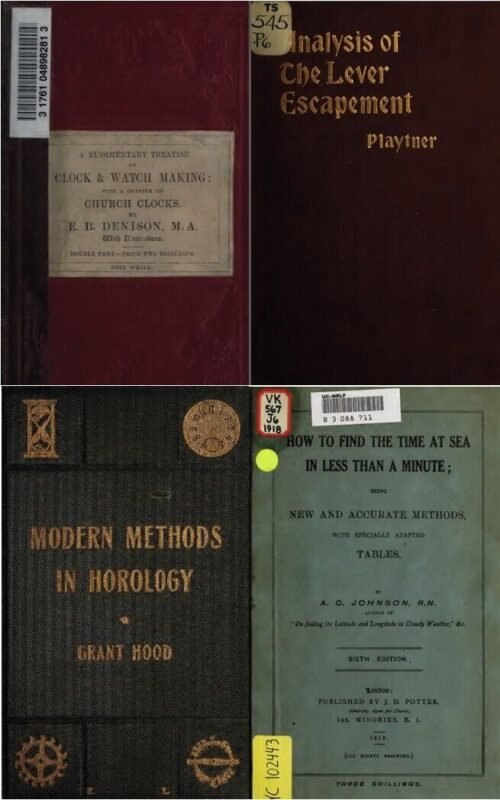 3 1761 04898281 3
A RUDIMENTARY TREATISE
ON
CLOCK & WATCH MAKING;
WITH A CHAPTER ON
CHURCH CLOCKS.
BY
E. B. DENISON, M.A.
With Illustrations.
DOUBLE PART.—PRICE TWO SHILLINGS.
JOHN WEALE.
TS
545
.P6
Analysis of
The Lever
Escapement
Playtner
MODERN METHODS
IN HOROLOGY
GRANT HOOD
VK
567
J6
1918
UC-NRLF
B 3 088 711
HOW TO FIND THE TIME AT SEA
IN LESS THAN A MINUTE;
BEING
NEW AND ACCURATE METHODS,
WITH SPECIALLY ADAPTED
TABLES.
BY
A. C. JOHNSON, R.N.
AUTHOR OF
"On finding the Latitude and Longitude in Cloudy Weather," &c.
SIXTH EDITION.
London:
PUBLISHED BY J. D. POTTER,
Admiralty Agent for Charts,
145, MINORIES, E. 1.
1918.
[ALL RIGHTS RESERVED.]
THREE SHILLINGS.
YC 102443